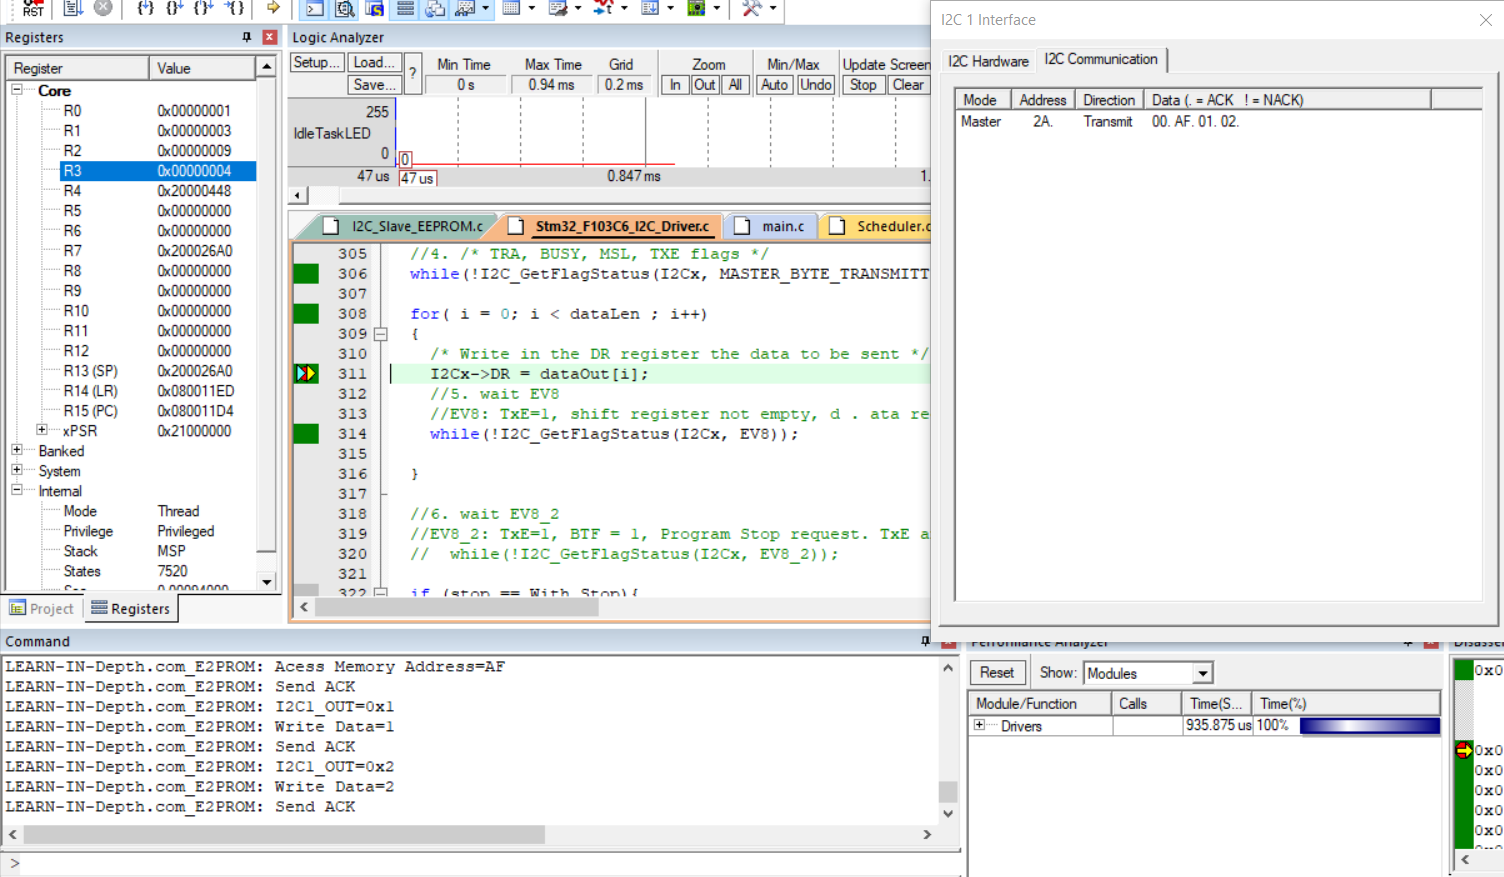 RST
Registers
Register Value
Core
R0 0x00000001
R1 0x00000003
R2 0x00000009
R3 0x00000004
R4 0x20000448
R5 0x00000000
R6 0x00000000
R7 0x200026A0
R8 0x00000000
R9 0x00000000
R10 0x00000000
R11 0x00000000
R12 0x00000000
R13 (SP) 0x200026A0
R14 (LR) 0x080011ED
R15 (PC) 0x080011D4
xPSR 0x21000000
Banked
System
Internal
Mode Thread
Privilege Privileged
Stack MSP
States 7520
Project Registers
Logic Analyzer
Setup... Load... ? Min Time Max Time Grid Zoom Min/Max Update Screen
Save... 0 s 0.94 ms 0.2 ms In Out All Auto Undo Stop Clear
255
IdleTaskLED
0 0
47 us 47 us 0.847 ms 1.
I2C_Slave_EEPROM.c Stm32_F103C6_I2C_Driver.c main.c Scheduler.c
305 //4. /* TRA, BUSY, MSL, TXE flags */
306 while(!I2C_GetFlagStatus(I2Cx, MASTER_BYTE_TRANSMITT
307
308 for( i = 0; i < dataLen ; i++)
309 {
310 /* Write in the DR register the data to be sent */
311 I2Cx->DR = dataOut[i];
312 //5. wait EV8
313 //EV8: TxE=1, shift register not empty, d . ata re
314 while(!I2C_GetFlagStatus(I2Cx, EV8));
315
316 }
317
318 //6. wait EV8_2
319 //EV8_2: TxE=1, BTF = 1, Program Stop request. TxE a
320 // while(!I2C_GetFlagStatus(I2Cx, EV8_2));
321
322 if (stop == With_Stop){
I2C 1 Interface
I2C Hardware I2C Communication
Mode Address Direction Data (. = ACK ! = NACK)
Master 2A. Transmit 00. AF. 01. 02.
Command
LEARN-IN-Depth.com_E2PROM: Acess Memory Address=AF
LEARN-IN-Depth.com_E2PROM: Send ACK
LEARN-IN-Depth.com_E2PROM: I2C1_OUT=0x1
LEARN-IN-Depth.com_E2PROM: Write Data=1
LEARN-IN-Depth.com_E2PROM: Send ACK
LEARN-IN-Depth.com_E2PROM: I2C1_OUT=0x2
LEARN-IN-Depth.com_E2PROM: Write Data=2
LEARN-IN-Depth.com_E2PROM: Send ACK
>
Performance Analyzer
Reset Show: Modules
Module/Function Calls Time(S... Time(%)
Drivers 935.875 us 100%
Disasse
0x0
0x0
0x0
0x0
0x0